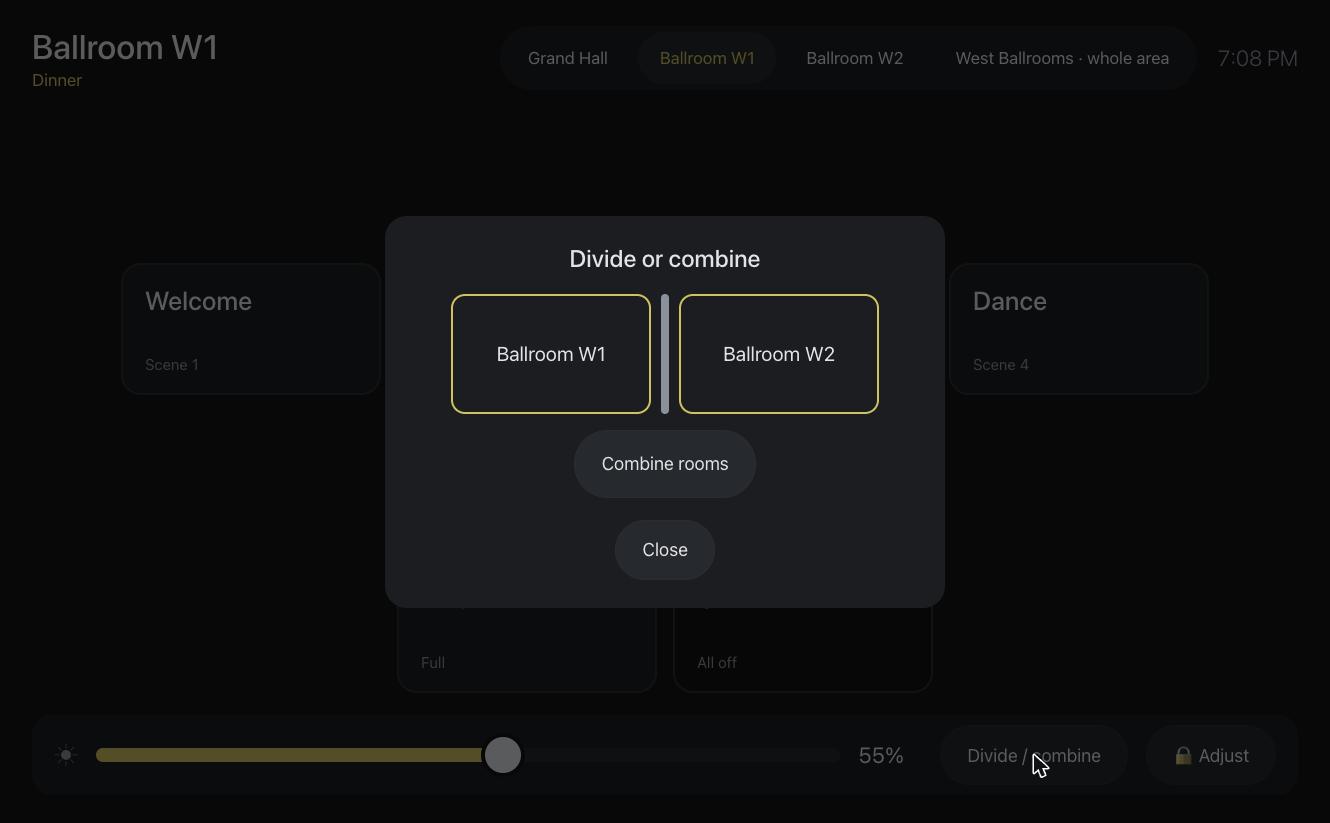 Ballroom W1
Dinner
Grand Hall
Ballroom W1
Ballroom W2
West Ballrooms · whole area
7:08 PM
Welcome
Scene 1
Dance
Scene 4
Divide or combine
Ballroom W1
Ballroom W2
Combine rooms
Close
Full
All off
55%
Divide / combine
Adjust